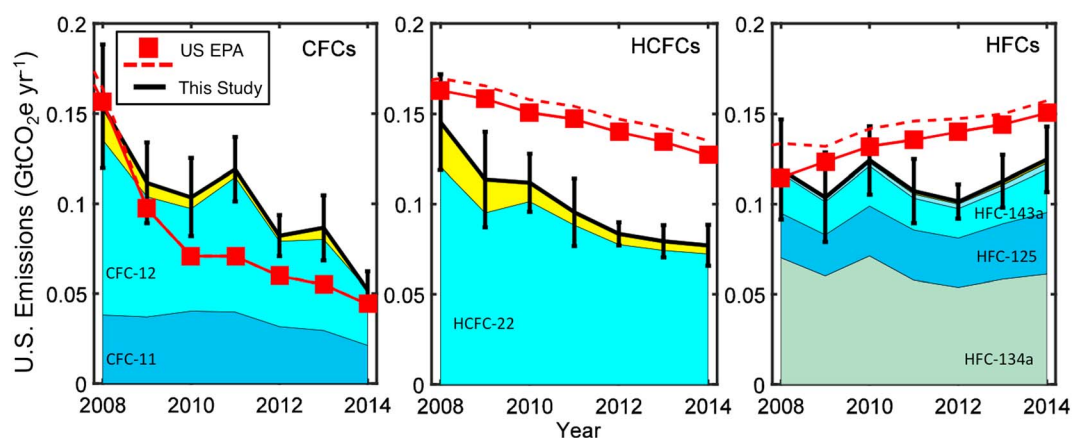 U.S. Emissions (GtCO2e yr-1)
0.2
0.15
0.1
0.05
0
US EPA
This Study
CFCs
CFC-12
CFC-11
2008 2010 2012 2014
0.2
0.15
0.1
0.05
0
HCFCs
HCFC-22
2008 2010 2012 2014
0.2
0.15
0.1
0.05
0
HFCs
HFC-143a
HFC-125
HFC-134a
2008 2010 2012 2014
Year